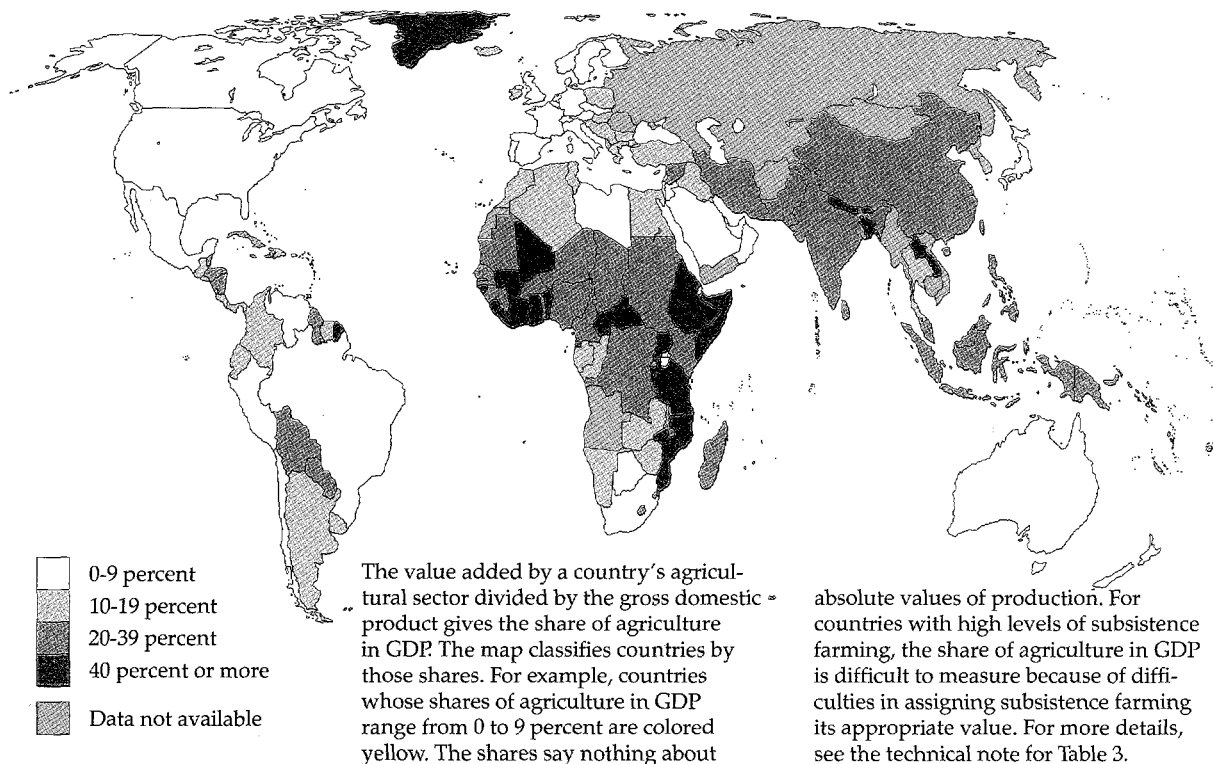 0-9 percent
10-19 percent
20-39 percent
40 percent or more
Data not available
The value added by a country's agricul-
tural sector divided by the gross domestic
product gives the share of agriculture
in GDP. The map classifies countries by
those shares. For example, countries
whose shares of agriculture in GDP
range from 0 to 9 percent are colored
yellow. The shares say nothing about
absolute values of production. For
countries with high levels of subsistence
farming, the share of agriculture in GDP
is difficult to measure because of diffi-
culties in assigning subsistence farming
its appropriate value. For more details,
see the technical note for Table 3.